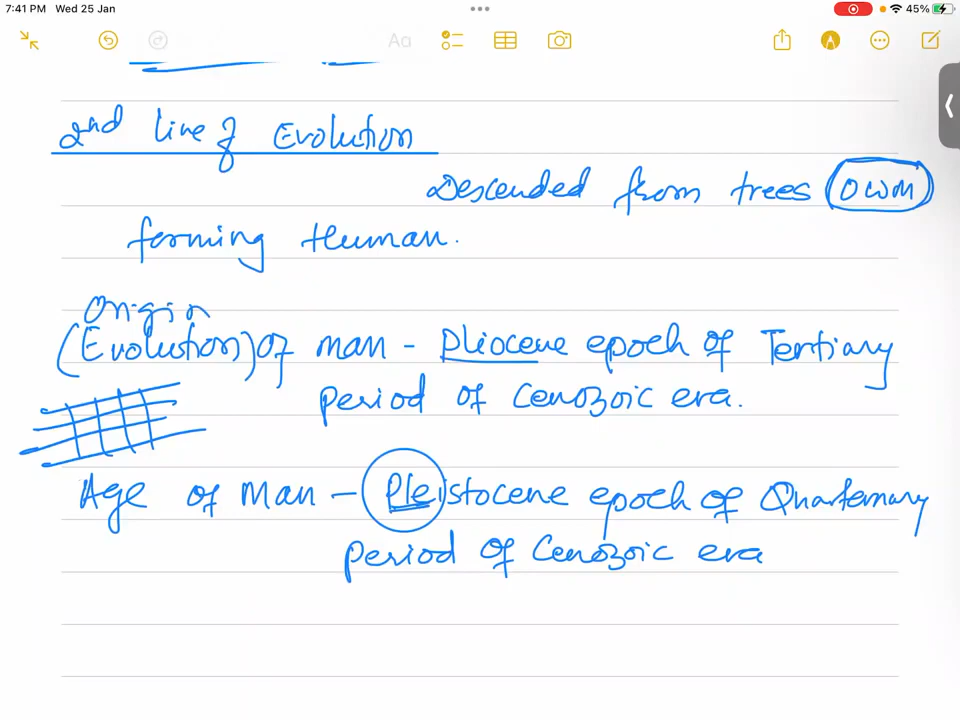 7:41 PM Wed 25 Jan
45%
Aa
2nd line of Evolution
Descended from trees OWM
forming Human.
Origin
(Evolution) Of man - Pliocene epoch of Tertiary
period of Cenozoic era.
Age of Man - Pleistocene epoch of Quarternary
period of Cenozoic era